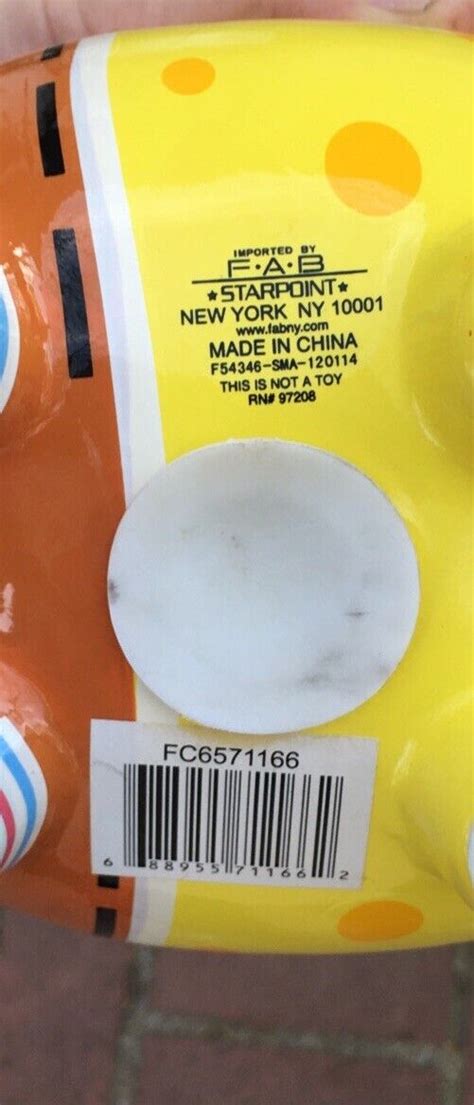 IMPORTED BY
F·A·B
★STARPOINT★
NEW YORK NY 10001
www.fabny.com
MADE IN CHINA
F54346-SMA-120114
THIS IS NOT A TOY
RN# 97208
FC6571166
6 88955 71166 2